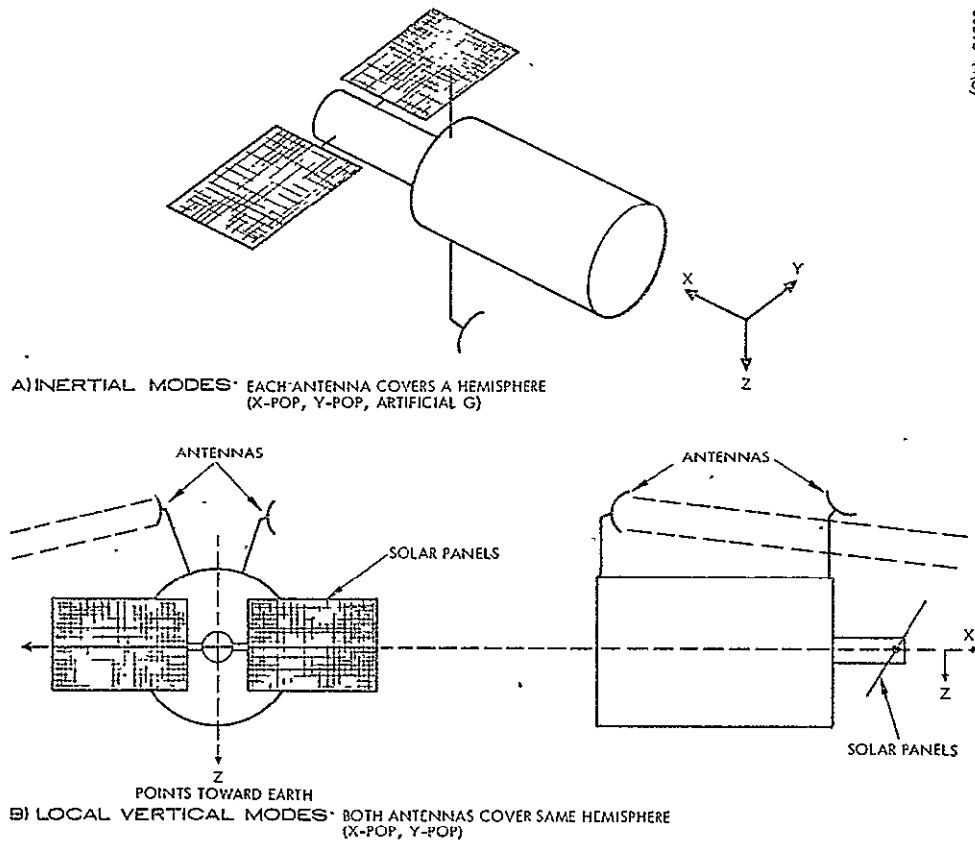 X
Y
Z
A) INERTIAL MODES· EACH ANTENNA COVERS A HEMISPHERE
(X-POP, Y-POP, ARTIFICIAL G)
ANTENNAS
SOLAR PANELS
Z
POINTS TOWARD EARTH
ANTENNAS
X
Z
SOLAR PANELS
B) LOCAL VERTICAL MODES· BOTH ANTENNAS COVER SAME HEMISPHERE
(X-POP, Y-POP)